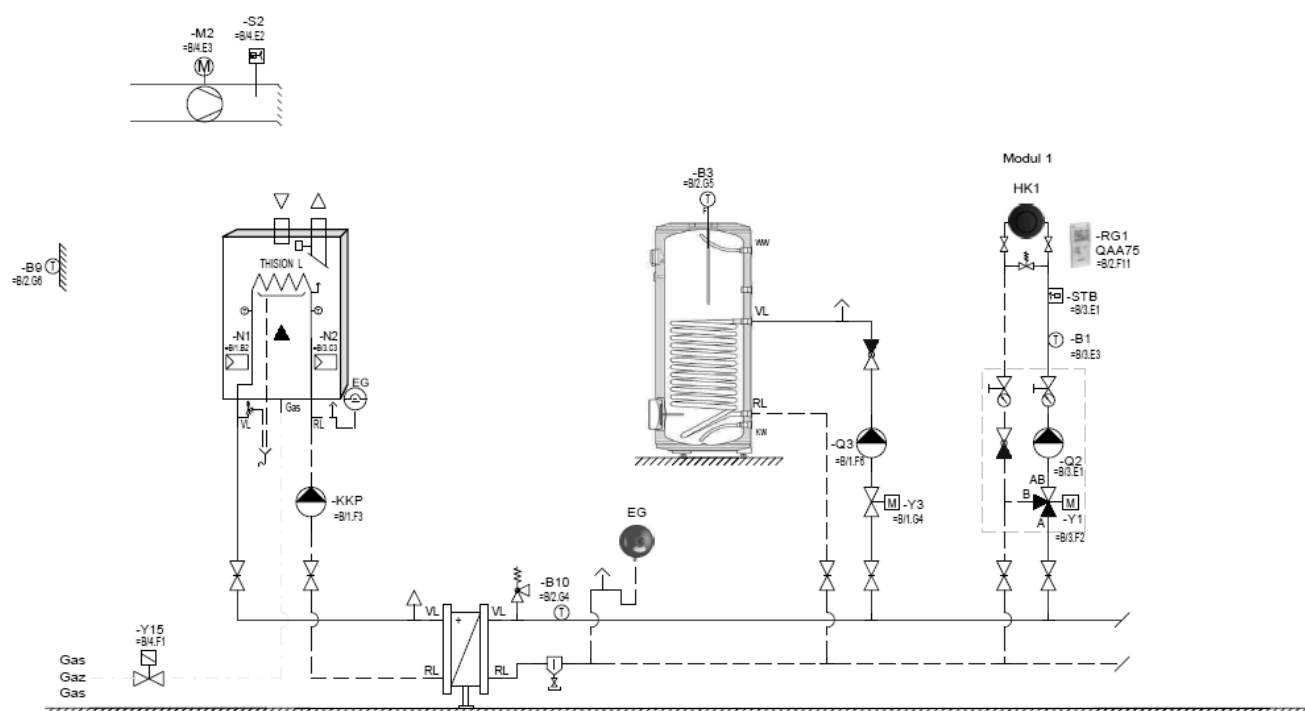 -S2
=B/4.E2
-M2
=B/4.E3
M
Modul 1
HK1
-B3
=B/2.G5
T
F
-RG1
QAA75
=B/2.F11
WW
-B9
T
=B/2.G6
THISION L
-STB
=B/3.E1
VL
T
T
-B1
T
=B/3.E3
-N1
=B/1.B2
-N2
=B/3.C3
EG
Gas
VL
RL
RL
KW
-Q3
=B/1.F6
-Q2
=B/3.E1
AB
B
M
-Y1
A
=B/3.F2
-KKP
=B/1.F3
M
-Y3
=B/1.G4
EG
-B10
=B/2.G4
T
VL
VL
+
-Y15
=B/4.F1
Gas
Gaz
Gas
RL
RL